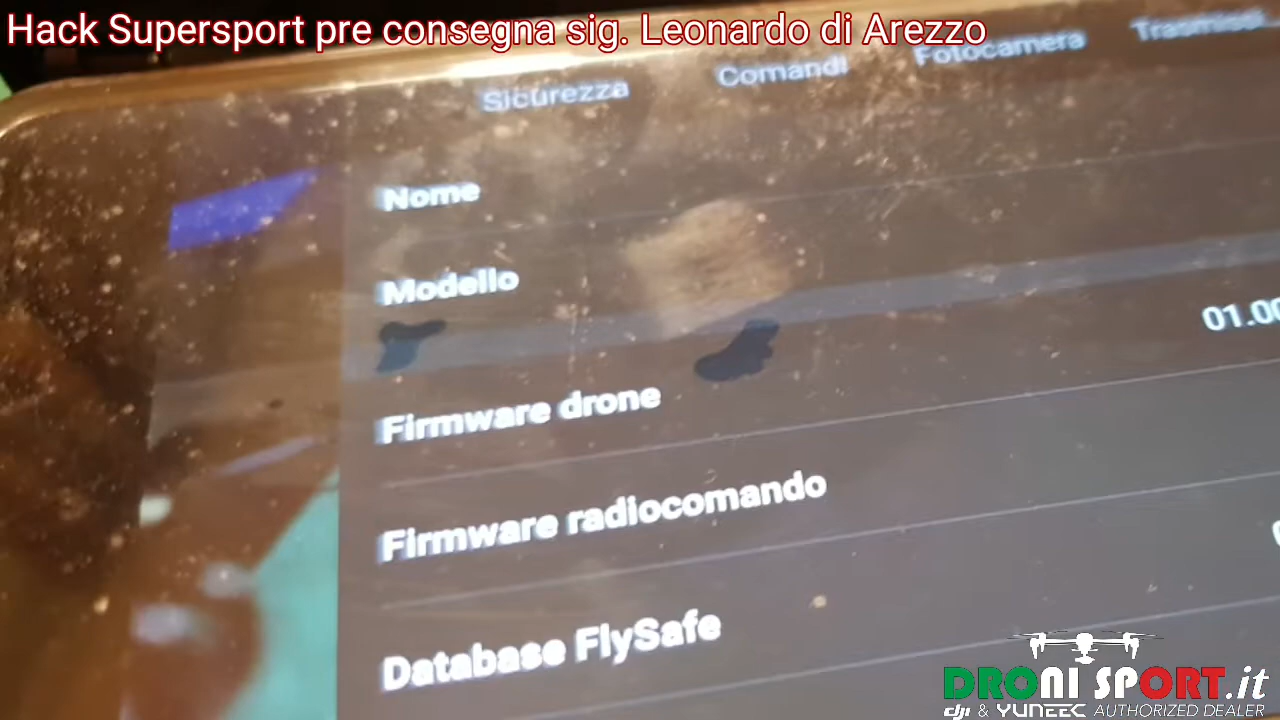 Hack Supersport pre consegna sig. Leonardo di Arezzo
Sicurezza Comandi Fotocamera
Nome
Modello
01.00
Firmware drone
Firmware radiocomando
Database FlySafe
DRONI SPORT.it
dji & YUNEEC AUTHORIZED DEALER